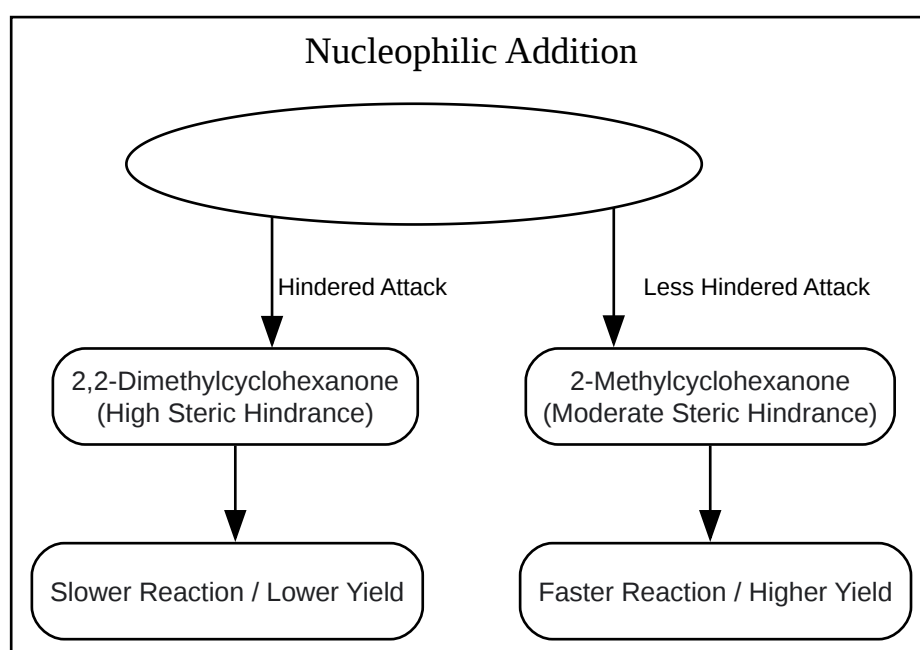 Nucleophilic Addition
Hindered Attack
Less Hindered Attack
2,2-Dimethylcyclohexanone
(High Steric Hindrance)
2-Methylcyclohexanone
(Moderate Steric Hindrance)
Slower Reaction / Lower Yield
Faster Reaction / Higher Yield